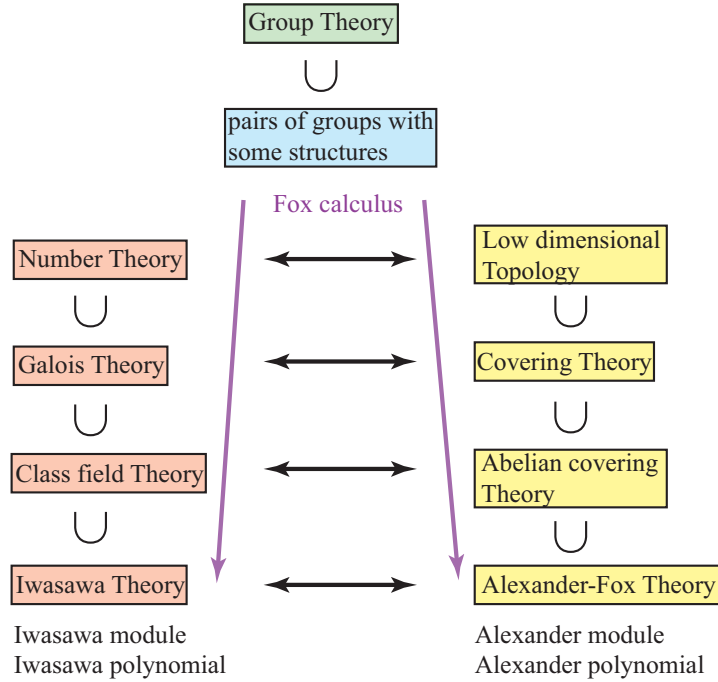 Group Theory
pairs of groups with
some structures
Fox calculus
Number Theory
Low dimensional
Topology
Galois Theory
Covering Theory
Class field Theory
Abelian covering
Theory
Iwasawa Theory
Alexander-Fox Theory
Iwasawa module
Iwasawa polynomial
Alexander module
Alexander polynomial